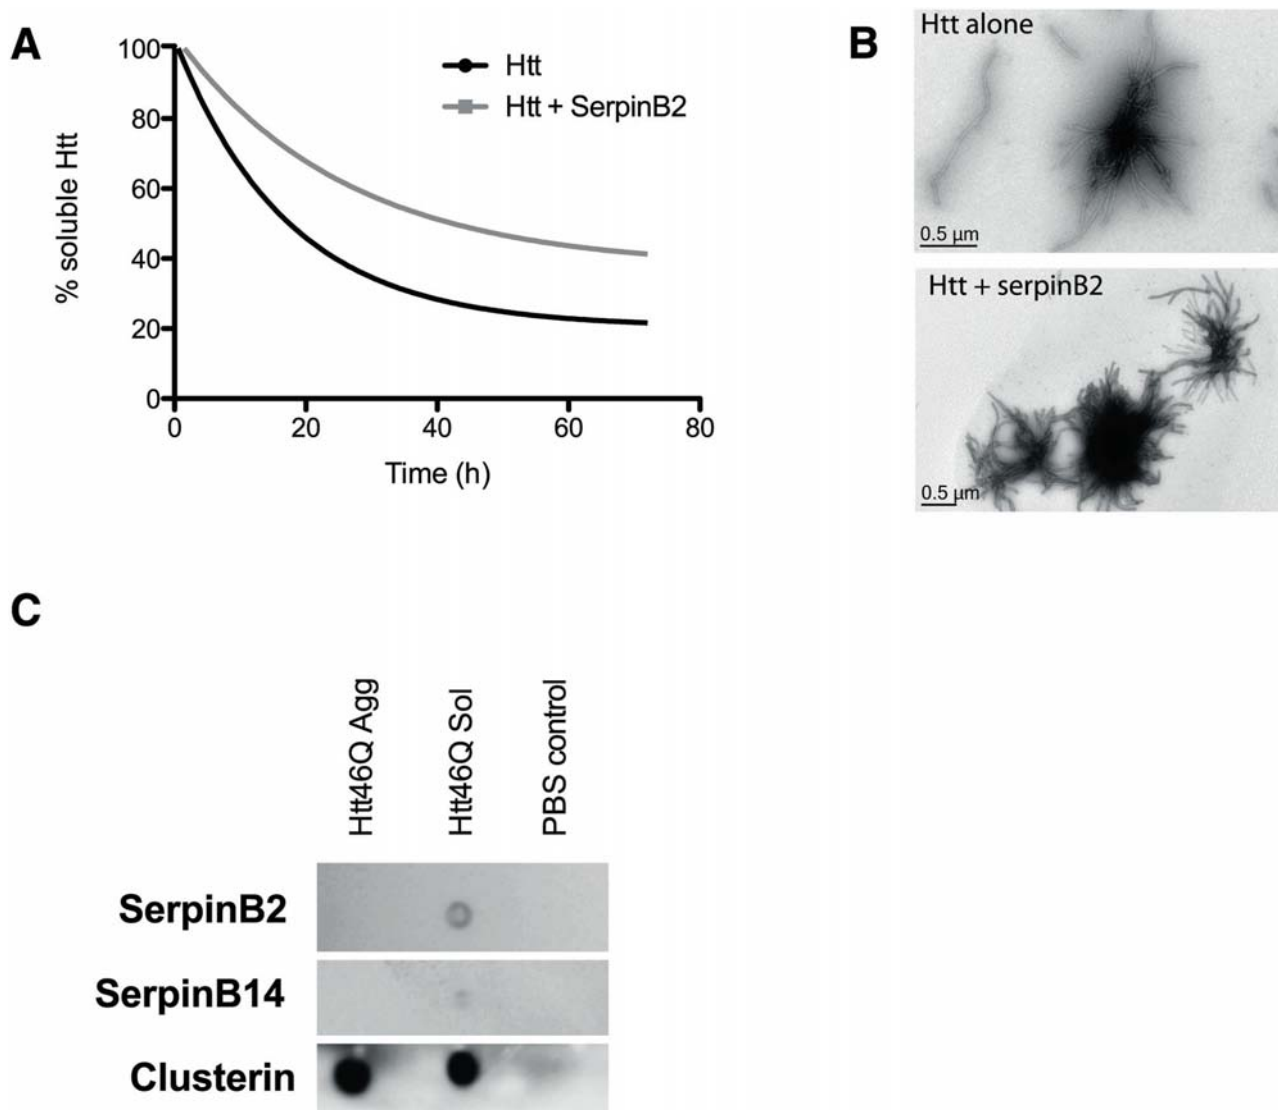 A
100
80
60
40
20
0
% soluble Htt
Htt
Htt + SerpinB2
0 20 40 60 80
Time (h)
B
Htt alone
0.5 µm
Htt + serpinB2
0.5 µm
C
Htt46Q Agg
Htt46Q Sol
PBS control
SerpinB2
SerpinB14
Clusterin